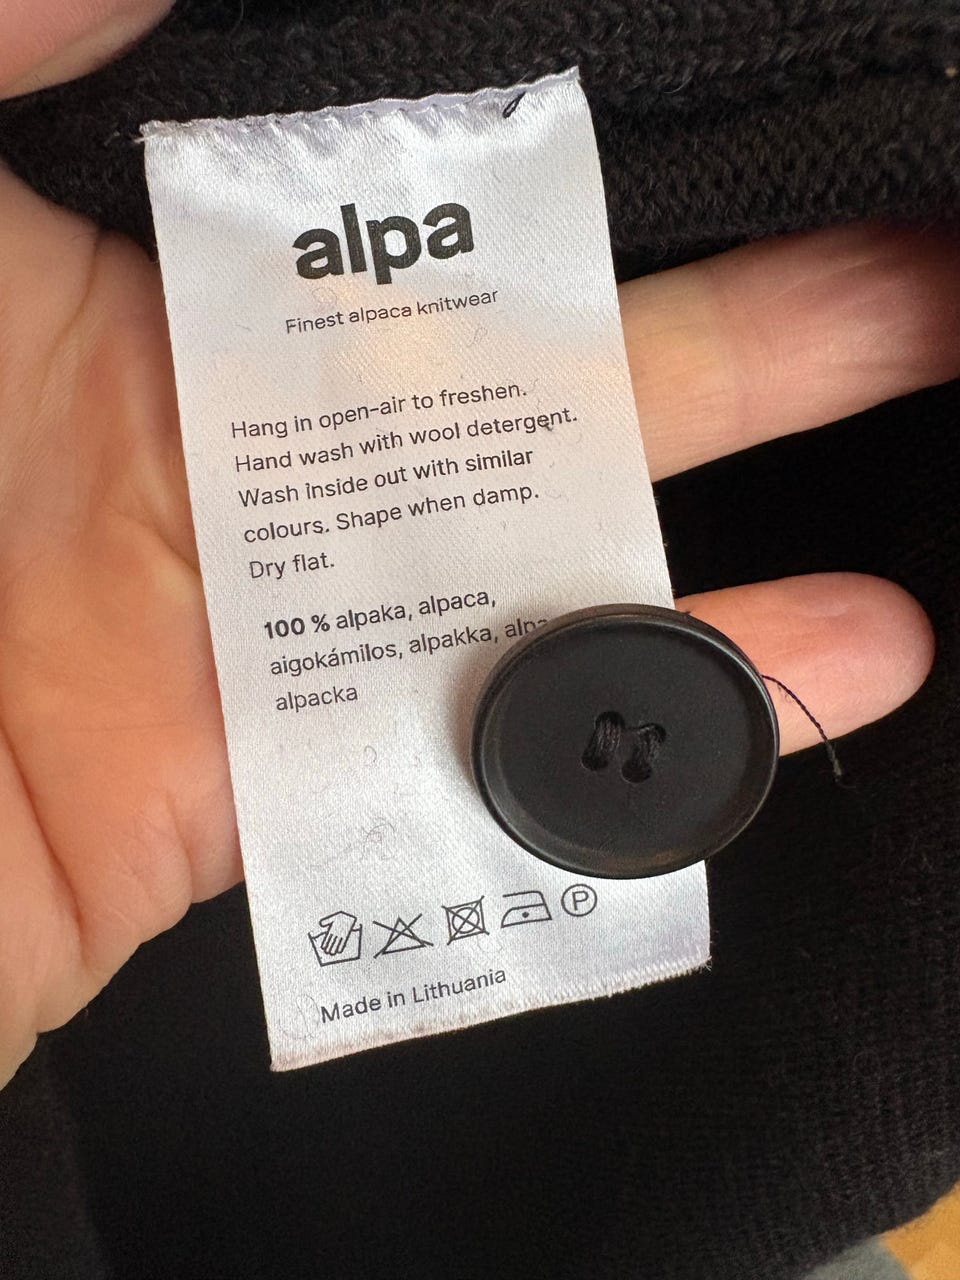 alpa
Finest alpaca knitwear
Hang in open-air to freshen.
Hand wash with wool detergent.
Wash inside out with similar
colours. Shape when damp.
Dry flat.
100 % alpaka, alpaca,
aigokámilos, alpakka,
alpacka
P
Made in Lithuania